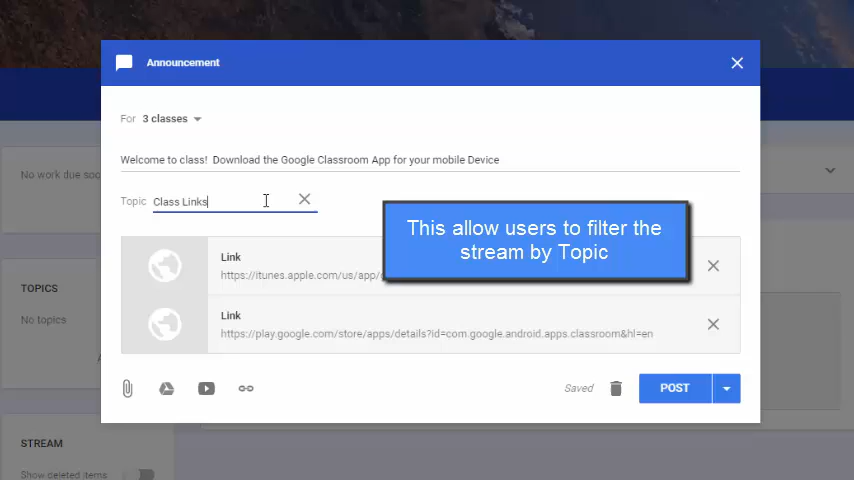 Announcement
For 3 classes
Welcome to class! Download the Google Classroom App for your mobile Device
Topic Class Links
This allow users to filter the
stream by Topic
Link
https://itunes.apple.com/us/app/
Link
https://play.google.com/store/apps/details?id=com.google.android.apps.classroom&hl=en
Saved
POST
No work due soo
TOPICS
No topics
STREAM
Show deleted items